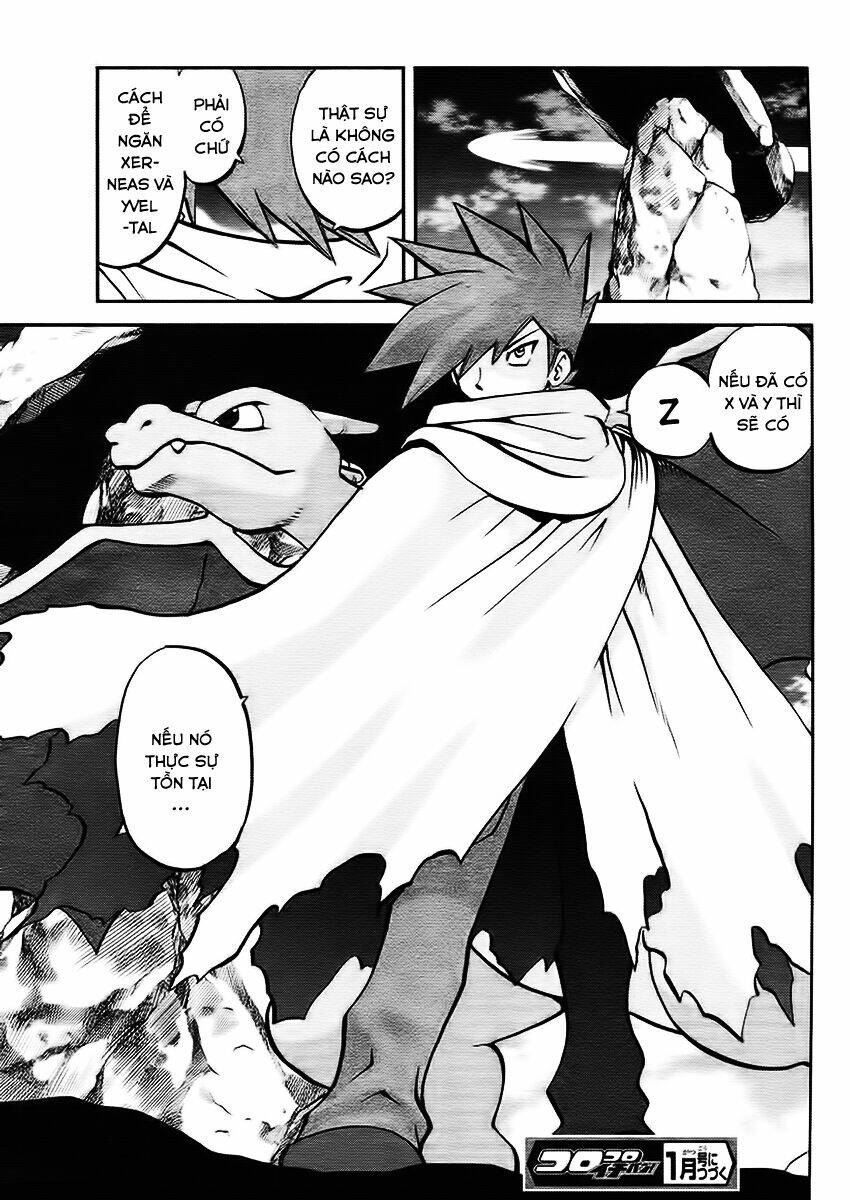 THẬT SỰ
LÀ KHÔNG
CÓ CÁCH
NÀO SAO?
PHẢI
CÓ CHỨ
CÁCH
ĐỂ
NGĂN
XER-
NEAS VÀ
YVEL
-TAL
NẾU ĐÃ CÓ
X VÀ Y THÌ
SẼ CÓ
Z
NẾU NÓ
THỰC SỰ
TỒN TẠI
...
コロコロ
イチバン!
1月号に
つづく